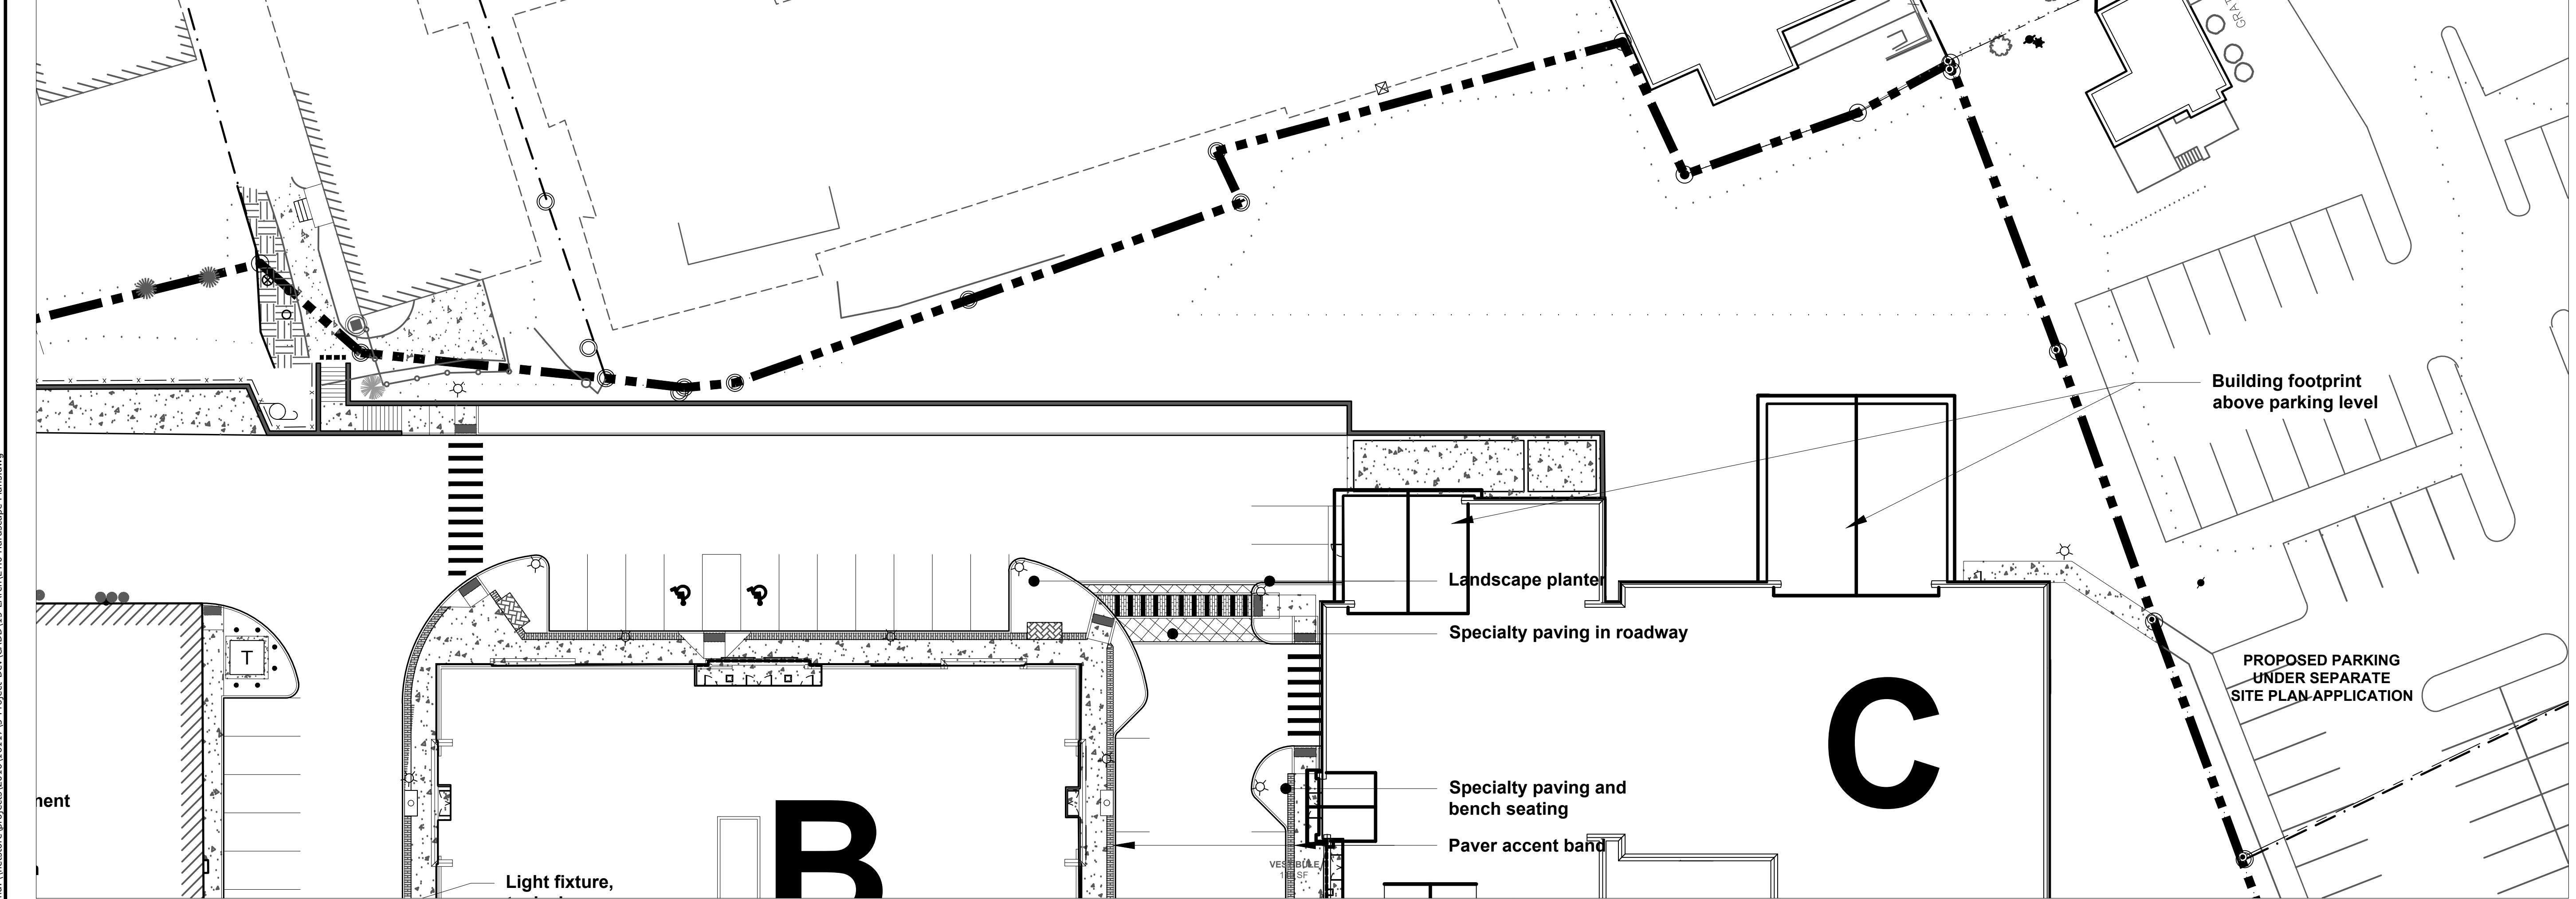 GRAT
Building footprint
above parking level
Landscape planter
Specialty paving in roadway
T
PROPOSED PARKING
UNDER SEPARATE
SITE PLAN APPLICATION
C
Specialty paving and
bench seating
ment
B
Paver accent band
Light fixture,